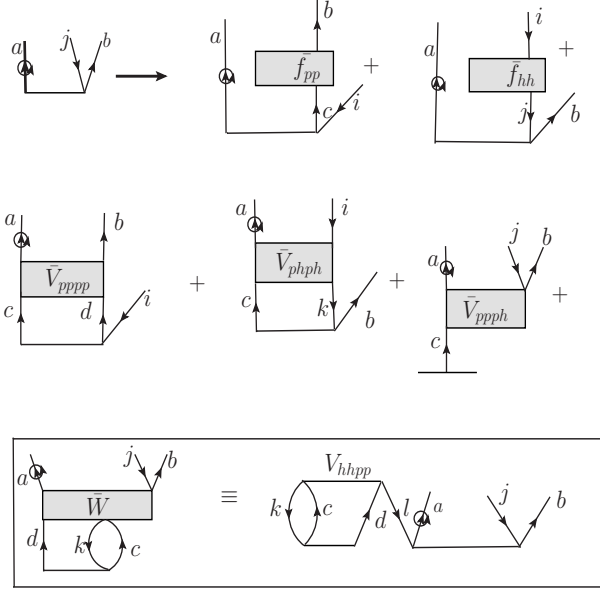 a j b b a f̄pp + c i i a f̄hh + j b
a b V̄pppp c d i + a i V̄phph c k b + j b a V̄ppph c +
a j b W̄ d k c ≡ Vhhpp k c d l a j b